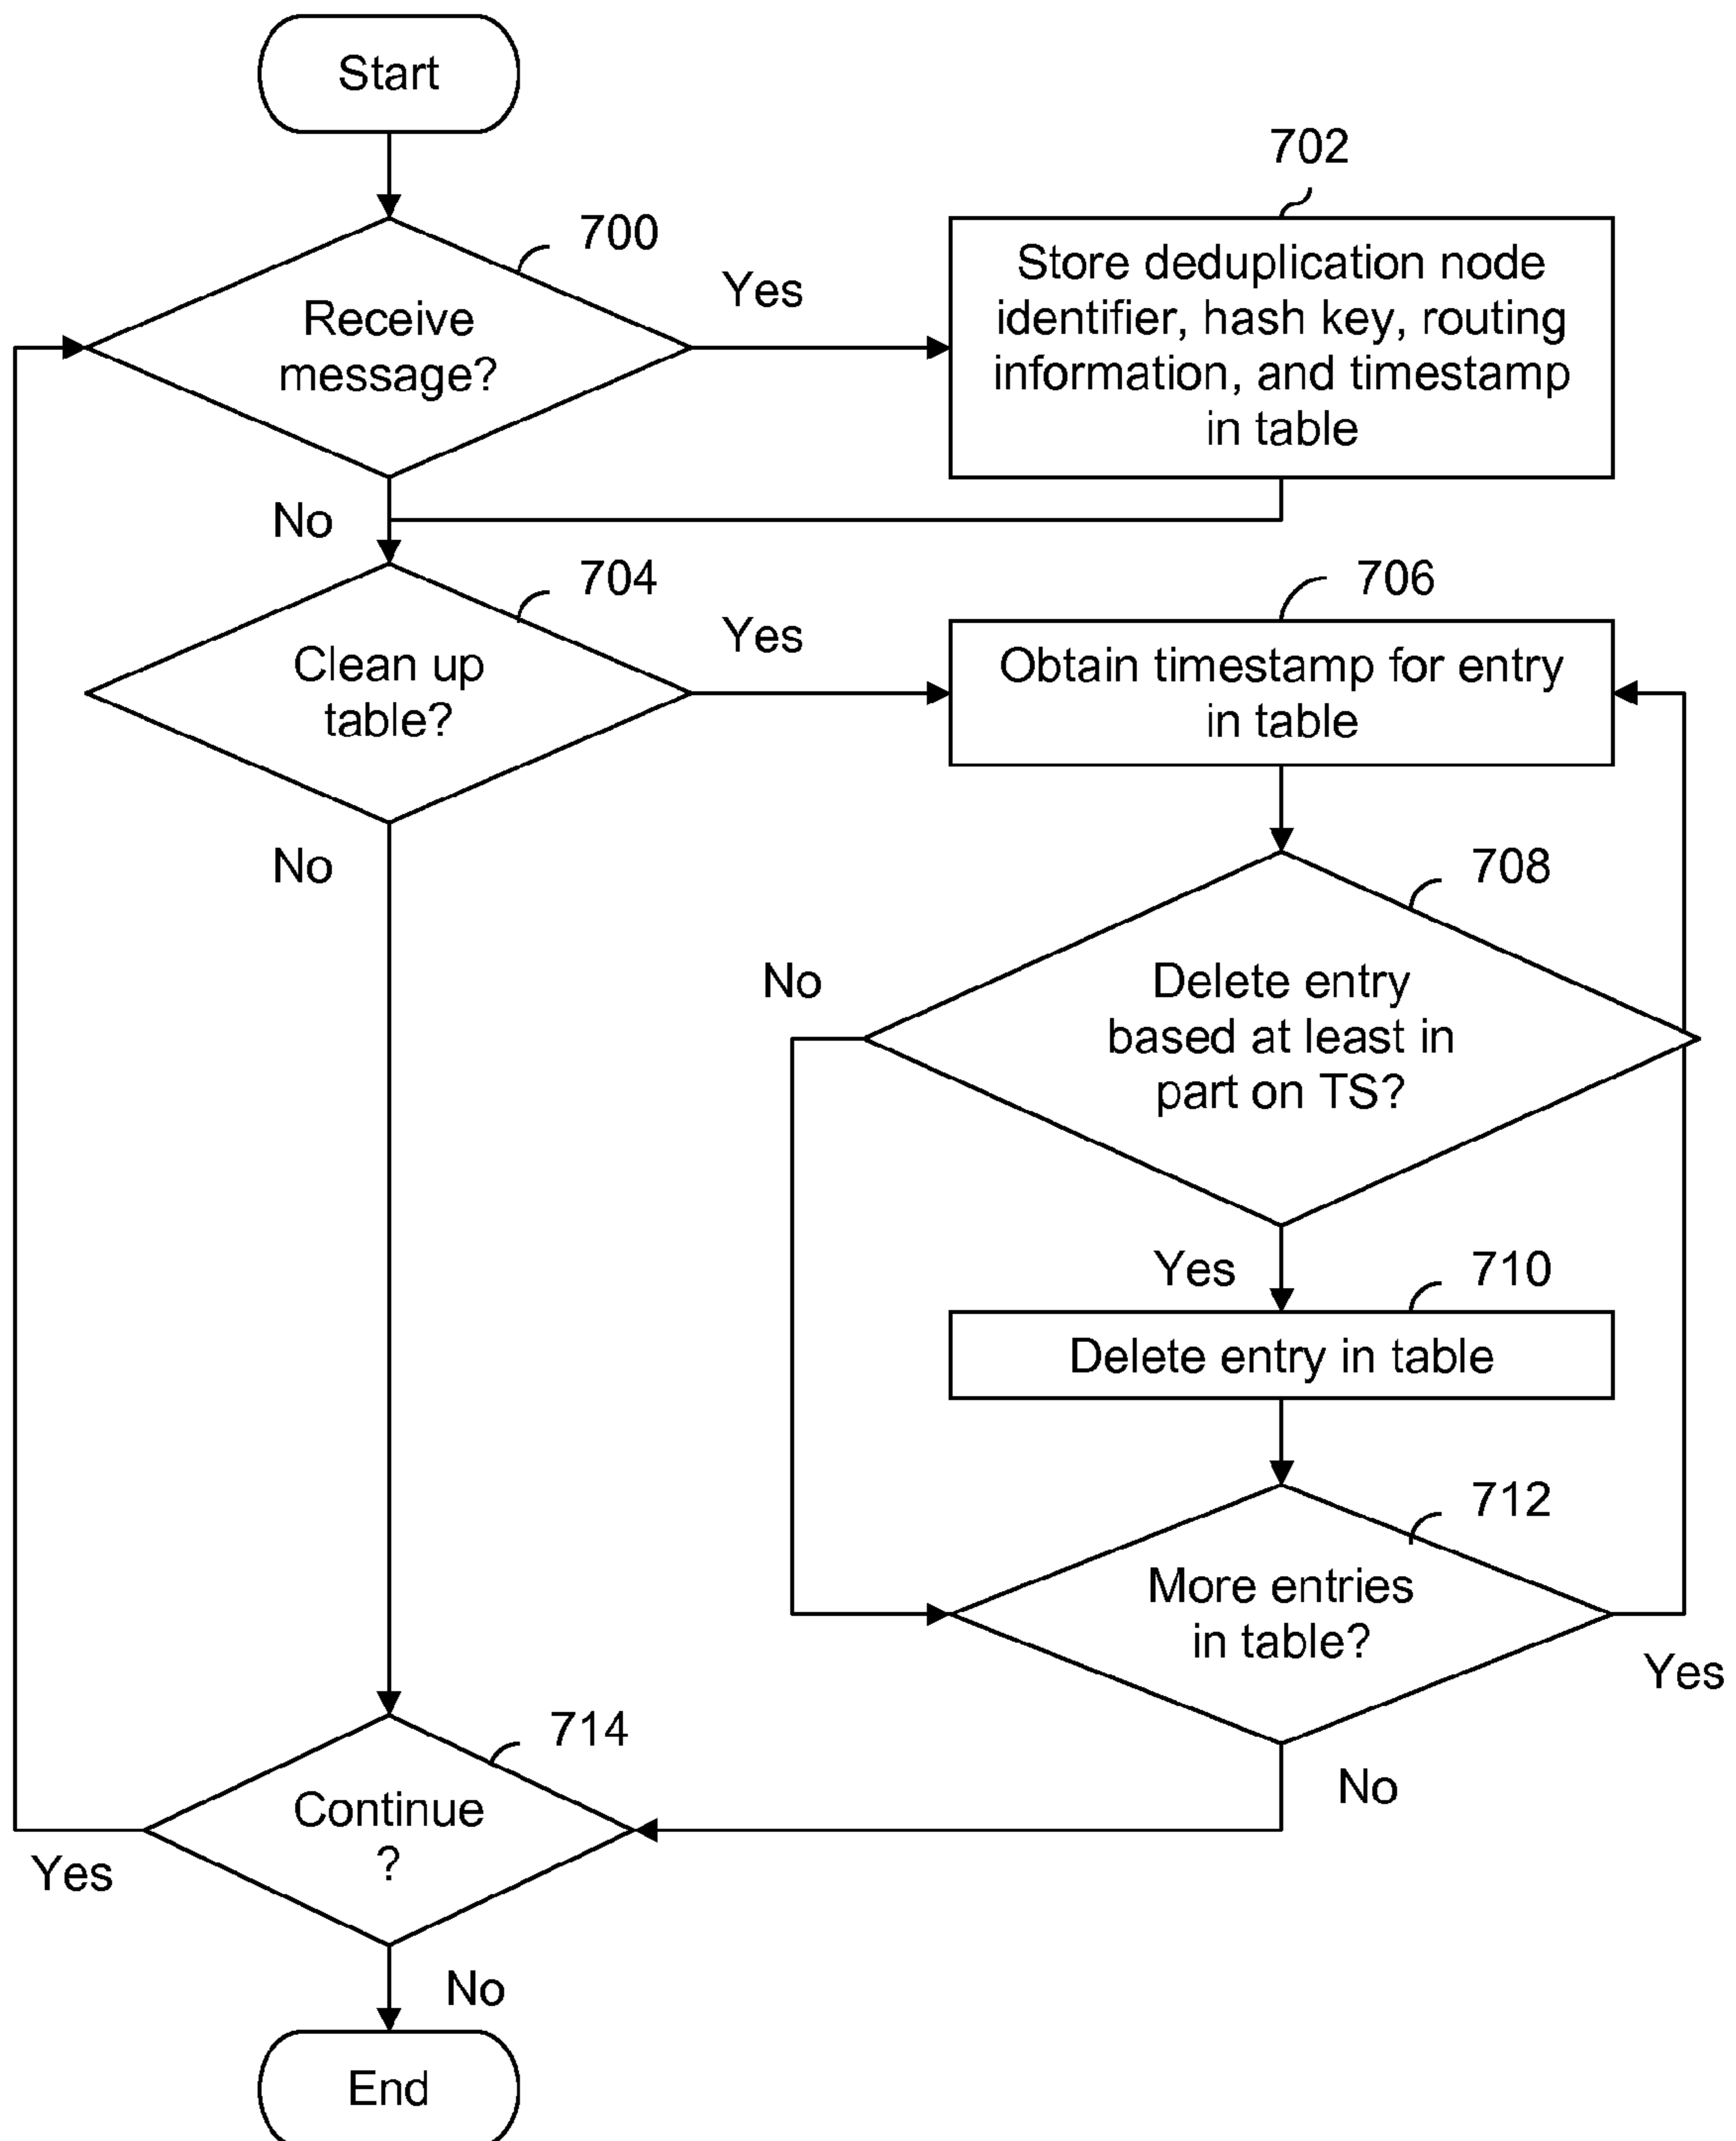 Start
702
700
Yes
Receive
message?
Store deduplication node
identifier, hash key, routing
information, and timestamp
in table
No
704
706
Yes
Clean up
table?
Obtain timestamp for entry
in table
No
708
No
Delete entry
based at least in
part on TS?
Yes
710
Delete entry in table
712
More entries
in table?
Yes
714
No
Continue
?
Yes
No
End